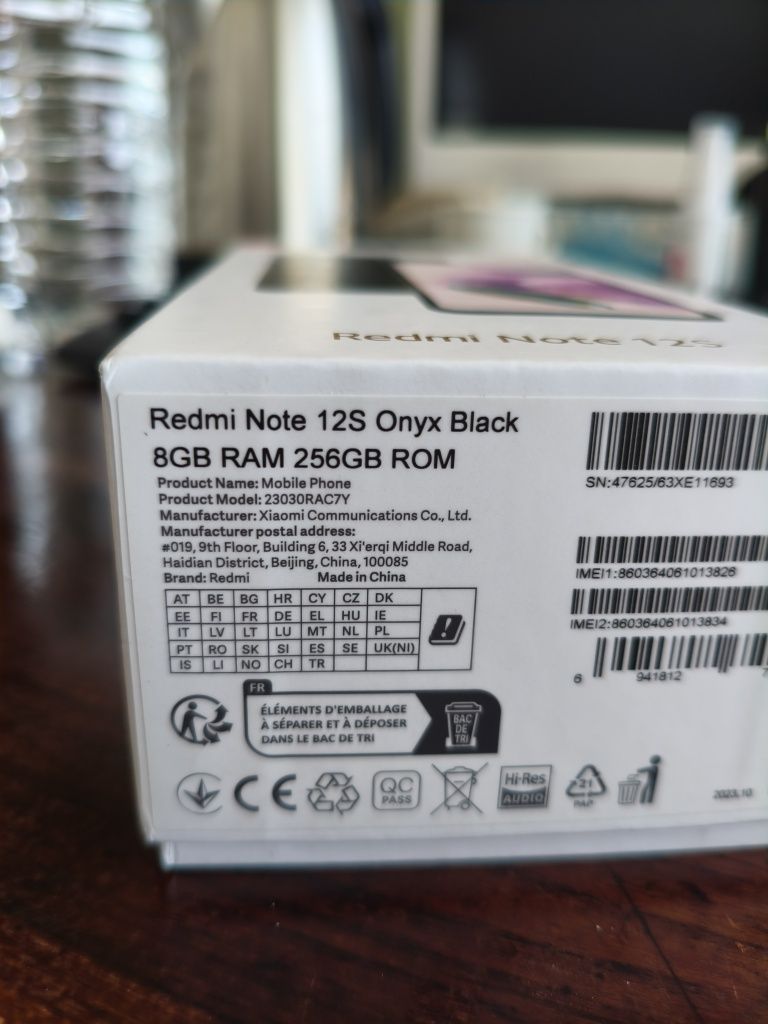 Redmi Note 12S
Redmi Note 12S Onyx Black
8GB RAM 256GB ROM
Product Name: Mobile Phone
Product Model: 23030RAC7Y
Manufacturer: Xiaomi Communications Co., Ltd.
Manufacturer postal address:
#019, 9th Floor, Building 6, 33 Xi'erqi Middle Road,
Haidian District, Beijing, China, 100085
Brand: Redmi Made in China
AT BE BG HR CY CZ DK
EE FI FR DE EL HU IE
IT LV LT LU MT NL PL
PT RO SK SI ES SE UK(NI)
IS LI NO CH TR
SN:47625/63XE11693
IMEI1:860364061013826
IMEI2:860364061013834
6 941812 7
FR
ÉLÉMENTS D'EMBALLAGE
À SÉPARER ET À DÉPOSER
DANS LE BAC DE TRI
BAC
DE
TRI
CE
QC
PASS
Hi-Res
AUDIO
21
PAP
2023.10